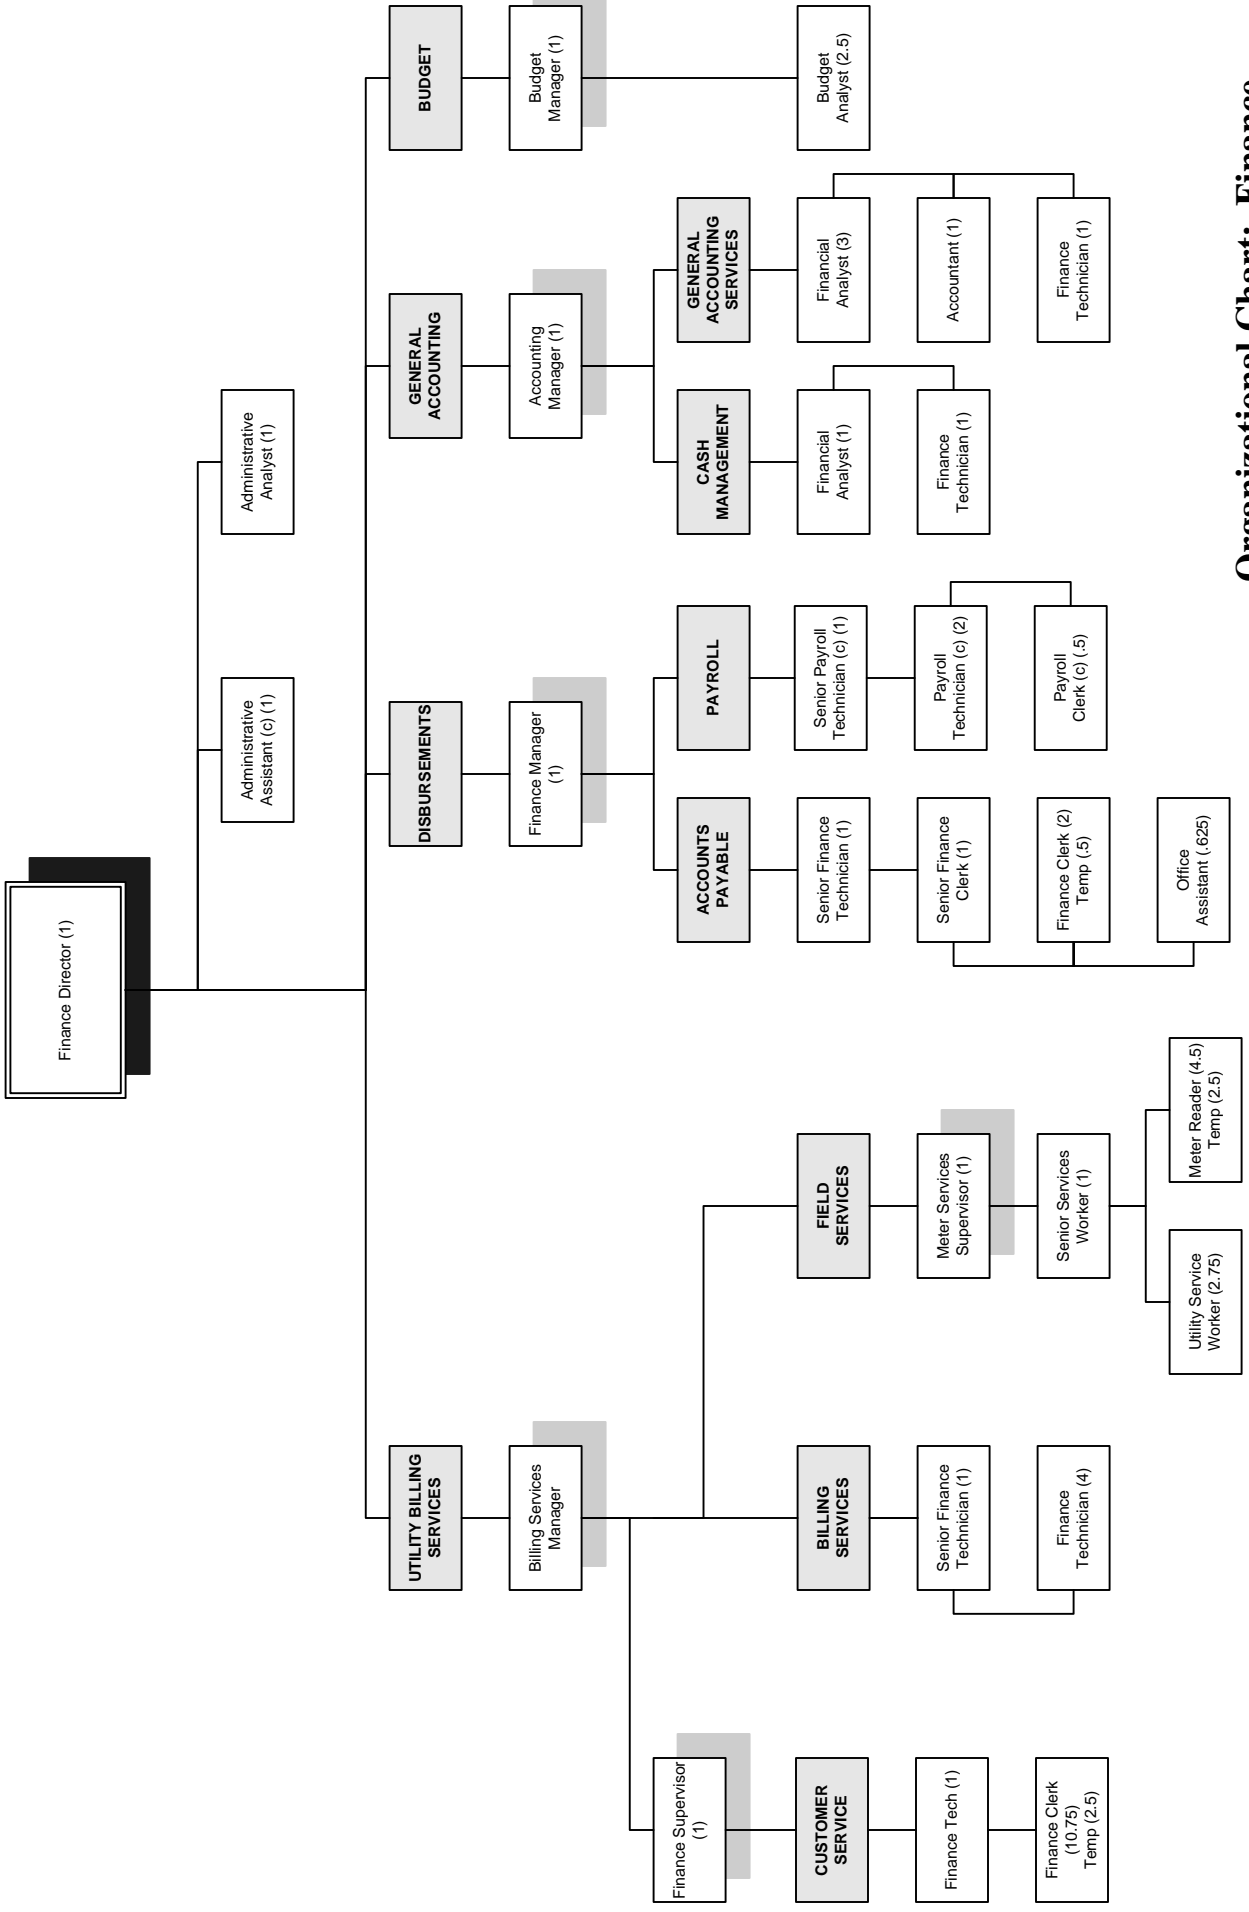 Finance Director (1)
Administrative
Assistant (c) (1)
Administrative
Analyst (1)
UTILITY BILLING
SERVICES
DISBURSEMENTS
GENERAL
ACCOUNTING
BUDGET
Billing Services
Manager
Finance Manager
(1)
Accounting
Manager (1)
Budget
Manager (1)
Finance Supervisor
(1)
ACCOUNTS
PAYABLE
PAYROLL
CASH
MANAGEMENT
GENERAL
ACCOUNTING
SERVICES
CUSTOMER
SERVICE
BILLING
SERVICES
FIELD
SERVICES
Senior Finance
Technician (1)
Senior Payroll
Technician (c) (1)
Financial
Analyst (1)
Financial
Analyst (3)
Budget
Analyst (2.5)
Finance Tech (1)
Senior Finance
Technician (1)
Meter Services
Supervisor (1)
Senior Finance
Clerk (1)
Payroll
Technician (c) (2)
Finance
Technician (1)
Accountant (1)
Finance Clerk
(10.75)
Temp (2.5)
Finance
Technician (4)
Senior Services
Worker (1)
Finance Clerk (2)
Temp (.5)
Payroll
Clerk (c) (.5)
Finance
Technician (1)
Utility Service
Worker (2.75)
Meter Reader (4.5)
Temp (2.5)
Office
Assistant (.625)
Organizational Chart: Finance